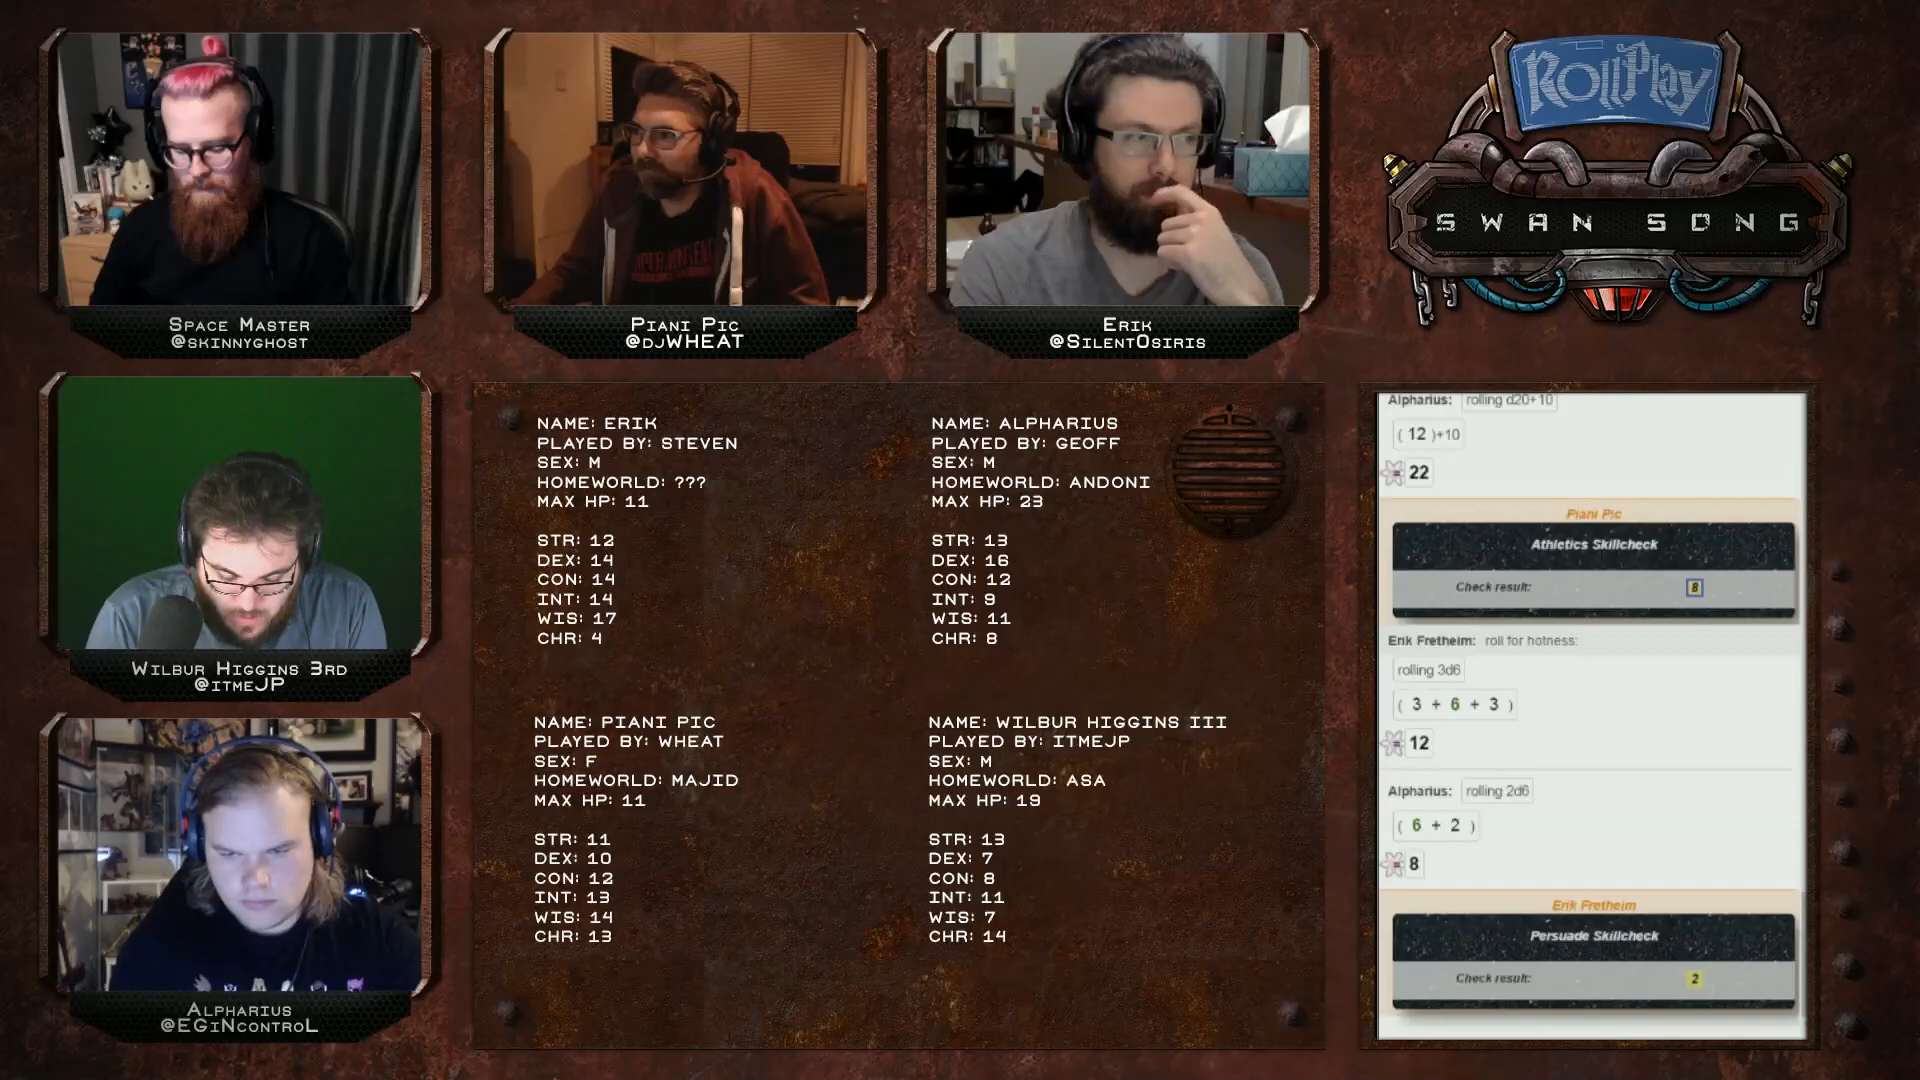 ROLLPLAY
SWAN SONG
SPACE MASTER
@SKINNYGHOST
PIANI PIC
@DJWHEAT
ERIK
@SILENTOSIRIS
WILBUR HIGGINS 3RD
@ITMEJP
ALPHARIUS
@EGINCONTROL
NAME: ERIK
PLAYED BY: STEVEN
SEX: M
HOMEWORLD: ???
MAX HP: 11
STR: 12
DEX: 14
CON: 14
INT: 14
WIS: 17
CHR: 4
NAME: ALPHARIUS
PLAYED BY: GEOFF
SEX: M
HOMEWORLD: ANDONI
MAX HP: 23
STR: 13
DEX: 16
CON: 12
INT: 9
WIS: 11
CHR: 8
NAME: PIANI PIC
PLAYED BY: WHEAT
SEX: F
HOMEWORLD: MAJID
MAX HP: 11
STR: 11
DEX: 10
CON: 12
INT: 13
WIS: 14
CHR: 13
NAME: WILBUR HIGGINS III
PLAYED BY: ITMEJP
SEX: M
HOMEWORLD: ASA
MAX HP: 19
STR: 13
DEX: 7
CON: 8
INT: 11
WIS: 7
CHR: 14
Alpharius: rolling d20+10
( 12 )+10
= 22
Piani Pic
Athletics Skillcheck
Check result: 8
Erik Fretheim: roll for hotness:
rolling 3d6
( 3 + 6 + 3 )
= 12
Alpharius: rolling 2d6
( 6 + 2 )
= 8
Erik Fretheim
Persuade Skillcheck
Check result: 2